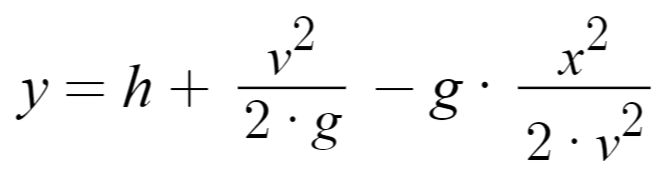 y = h + v²/(2 · g) − g · x²/(2 · v²)